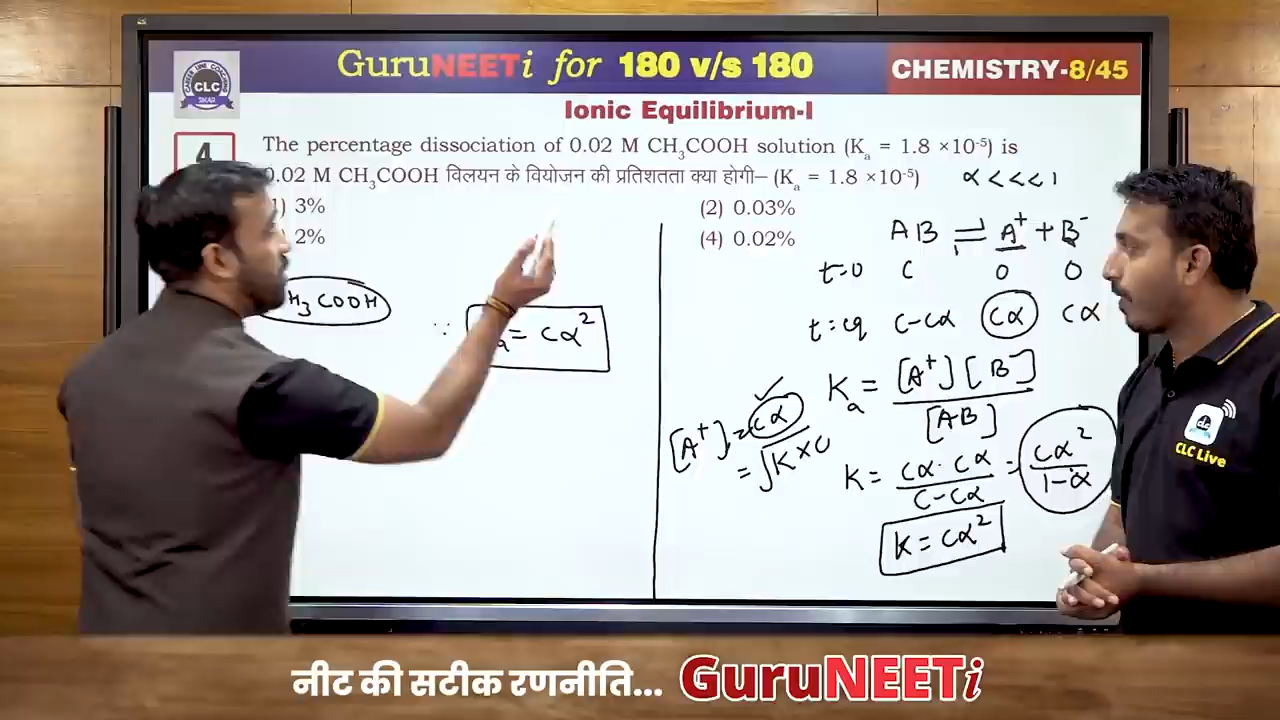 GuruNEETi for 180 v/s 180
CHEMISTRY-8/45
CLC
SIKAR
Ionic Equilibrium-I
4
The percentage dissociation of 0.02 M CH₃COOH solution (Kₐ = 1.8 ×10⁻⁵) is
0.02 M CH₃COOH विलयन के वियोजन की प्रतिशतता क्या होगी– (Kₐ = 1.8 ×10⁻⁵)
α <<< 1
1) 3%
(2) 0.03%
) 2%
(4) 0.02%
H₃COOH
∵ ₐ = Cα²
AB ⇌ A⁺ + B⁻
t=0 C 0 0
t=eq C-Cα Cα Cα
Kₐ = [A⁺][B⁻] / [AB]
[A⁺] = Cα
= √K×C
K = Cα·Cα / C-Cα = Cα² / 1-α
K = Cα²
CLC Live
नीट की सटीक रणनीति... GuruNEETi